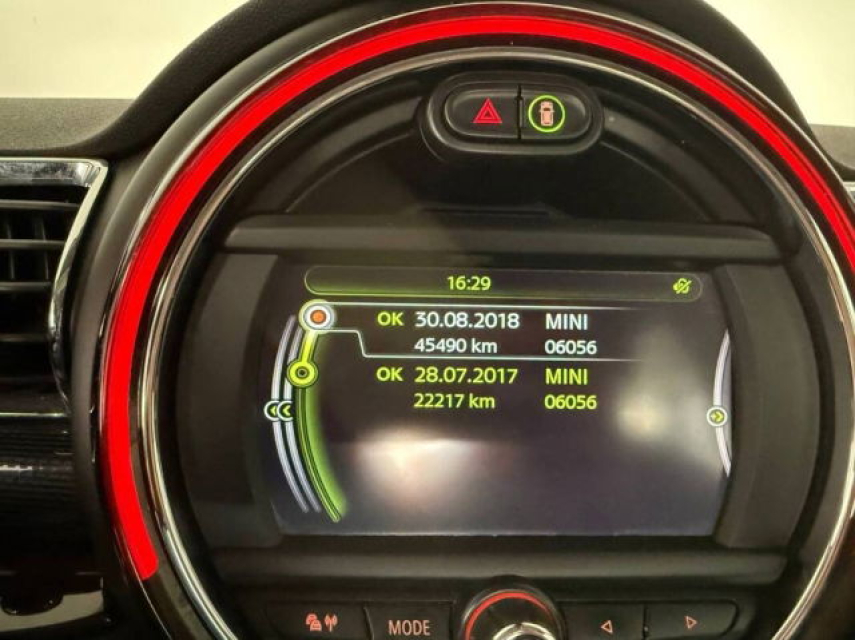 16:29
OK 30.08.2018 MINI
45490 km 06056
OK 28.07.2017 MINI
22217 km 06056
MODE